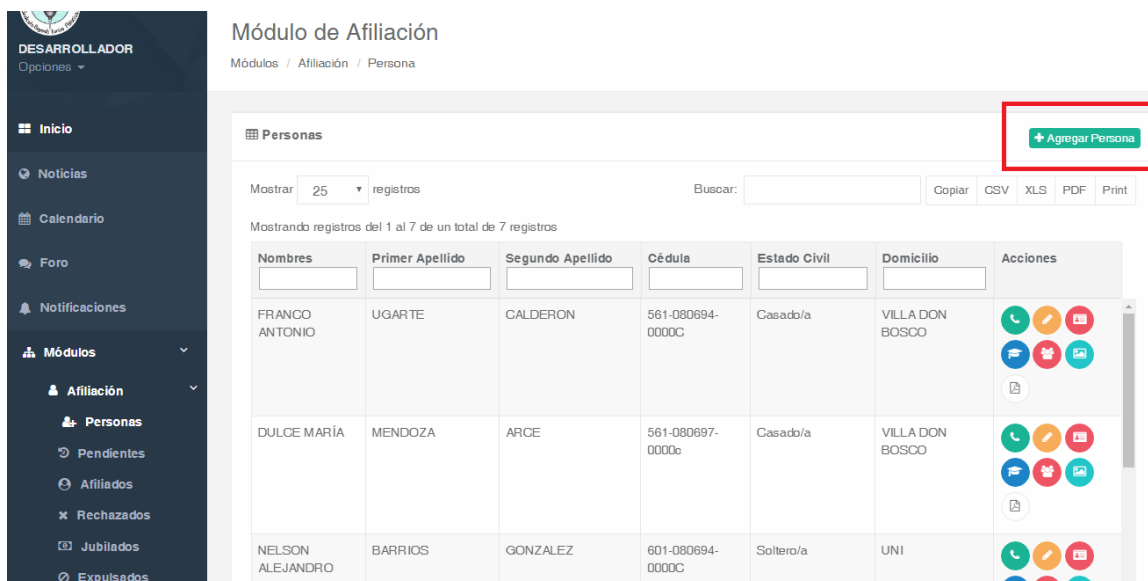 DESARROLLADOR
Opciones
Inicio
Noticias
Calendario
Foro
Notificaciones
Módulos
Afiliación
Personas
Pendientes
Afiliados
Rechazados
Jubilados
Expulsados
Módulo de Afiliación
Módulos / Afiliación / Persona
Personas
+ Agregar Persona
Mostrar 25 registros Buscar: Copiar CSV XLS PDF Print
Mostrando registros del 1 al 7 de un total de 7 registros
Nombres Primer Apellido Segundo Apellido Cédula Estado Civil Domicilio Acciones
FRANCO UGARTE CALDERON 561-080694- Casado/a VILLA DON
ANTONIO 0000C BOSCO
DULCE MARÍA MENDOZA ARCE 561-080697- Casado/a VILLA DON
0000c BOSCO
NELSON BARRIOS GONZALEZ 601-080694- Soltero/a UNI
ALEJANDRO 0000C